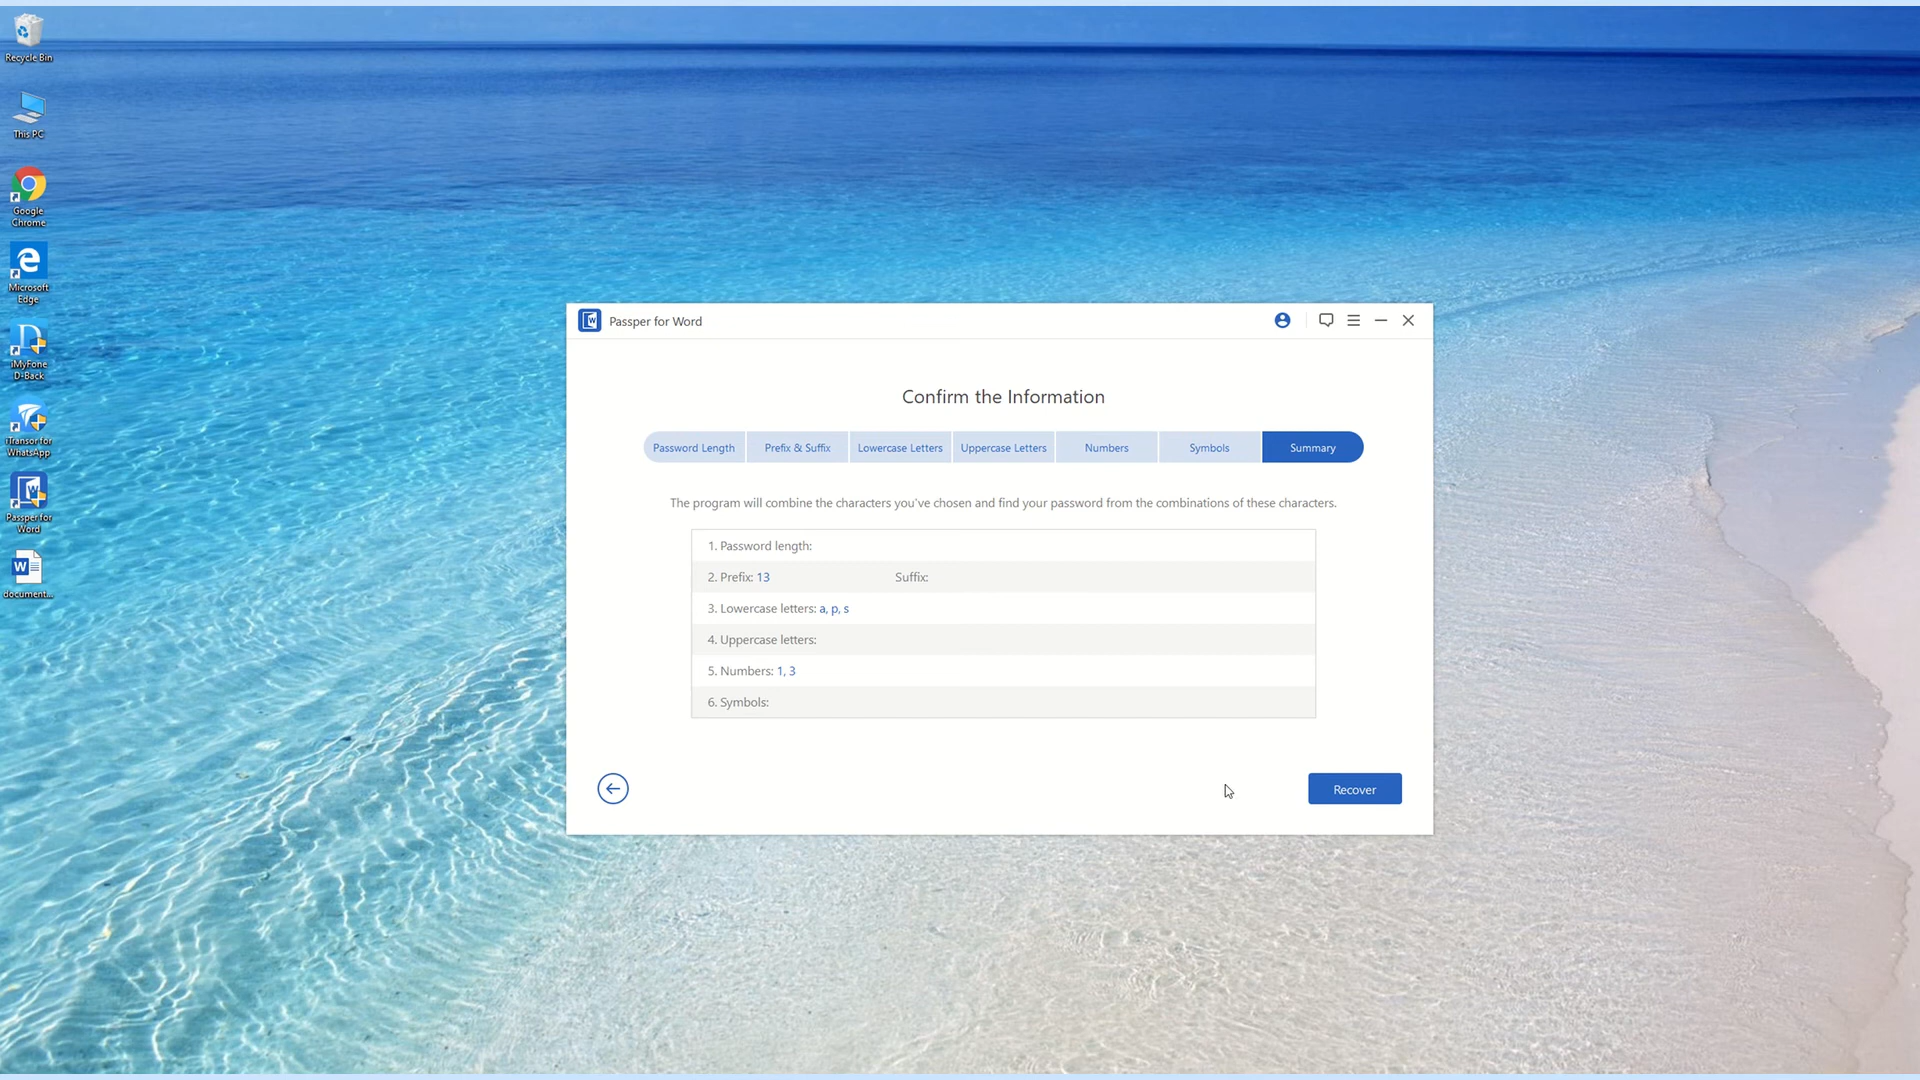 Recycle Bin
This PC
Google
Chrome
Microsoft
Edge
iMyFone
D-Back
iTransor for
WhatsApp
Passper for
Word
document...
Passper for Word
Confirm the Information
Password Length Prefix & Suffix Lowercase Letters Uppercase Letters Numbers Symbols Summary
The program will combine the characters you've chosen and find your password from the combinations of these characters.
1. Password length:
2. Prefix: 13 Suffix:
3. Lowercase letters: a, p, s
4. Uppercase letters:
5. Numbers: 1, 3
6. Symbols:
Recover